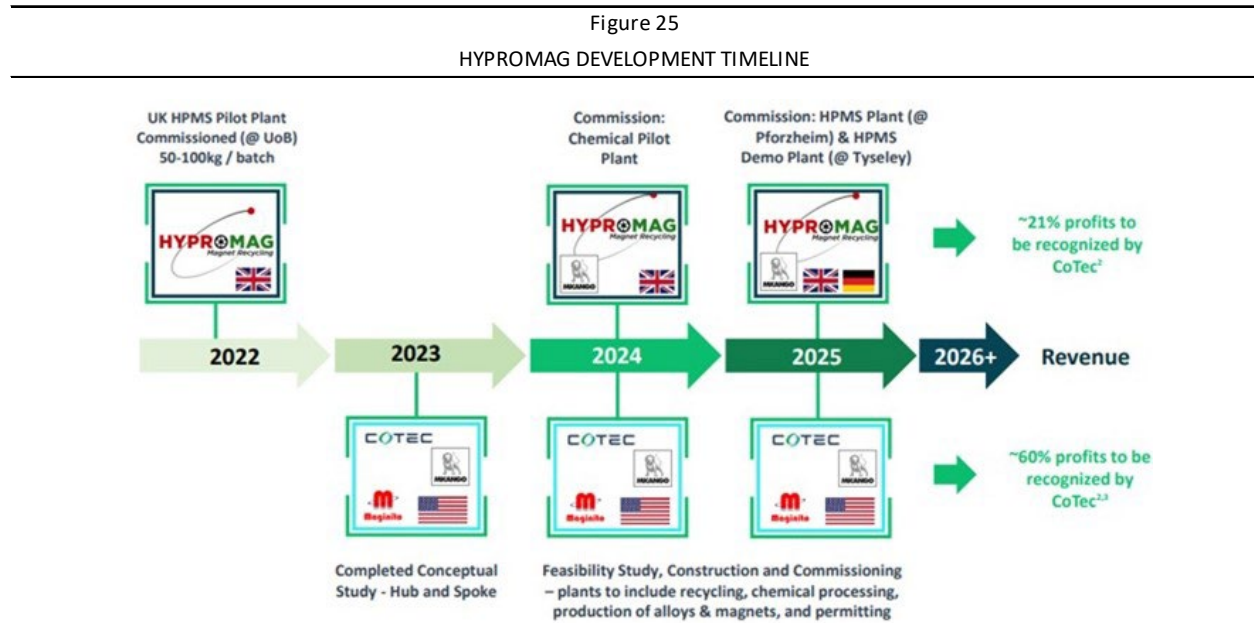 Figure 25
HYPROMAG DEVELOPMENT TIMELINE
UK HPMS Pilot Plant
Commissioned (@ UoB)
50-100kg / batch
Commission:
Chemical Pilot
Plant
Commission: HPMS Plant (@
Pforzheim) & HPMS
Demo Plant (@ Tyseley)
HYPROMAG
Magnet Recycling
HYPROMAG
Magnet Recycling
MKANGO
HYPROMAG
Magnet Recycling
MKANGO
~21% profits to
be recognized by
CoTec²
2022
2023
2024
2025
2026+
Revenue
COTEC
MKANGO
Maginito
COTEC
MKANGO
Maginito
COTEC
MKANGO
Maginito
~60% profits to be
recognized by
CoTec²,³
Completed Conceptual
Study - Hub and Spoke
Feasibility Study, Construction and Commissioning
– plants to include recycling, chemical processing,
production of alloys & magnets, and permitting